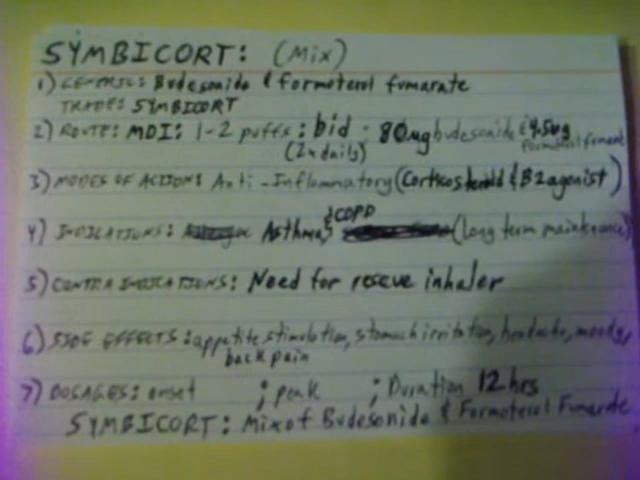 SYMBICORT: (Mix)
1) GENERIC: Budesonide & formoterol fumarate
TRADE: SYMBICORT
2) ROUTE: MDI: 1-2 puffs: bid - 80ug budesonide & 4.5ug
(2x daily) formoterol fumarate
3) MODES OF ACTION: Anti-Inflammatory (Corticosteroid & B2 agonist)
& COPD
4) INDICATIONS: Asthma (long term maintenance)
5) CONTRAINDICATIONS: Need for rescue inhaler
6) SIDE EFFECTS: appetite stimulation, stomach irritation, headache, moody,
back pain
7) DOSAGES: onset ; peak ; Duration 12 hrs
SYMBICORT: Mix of Budesonide & Formoterol Fumarate